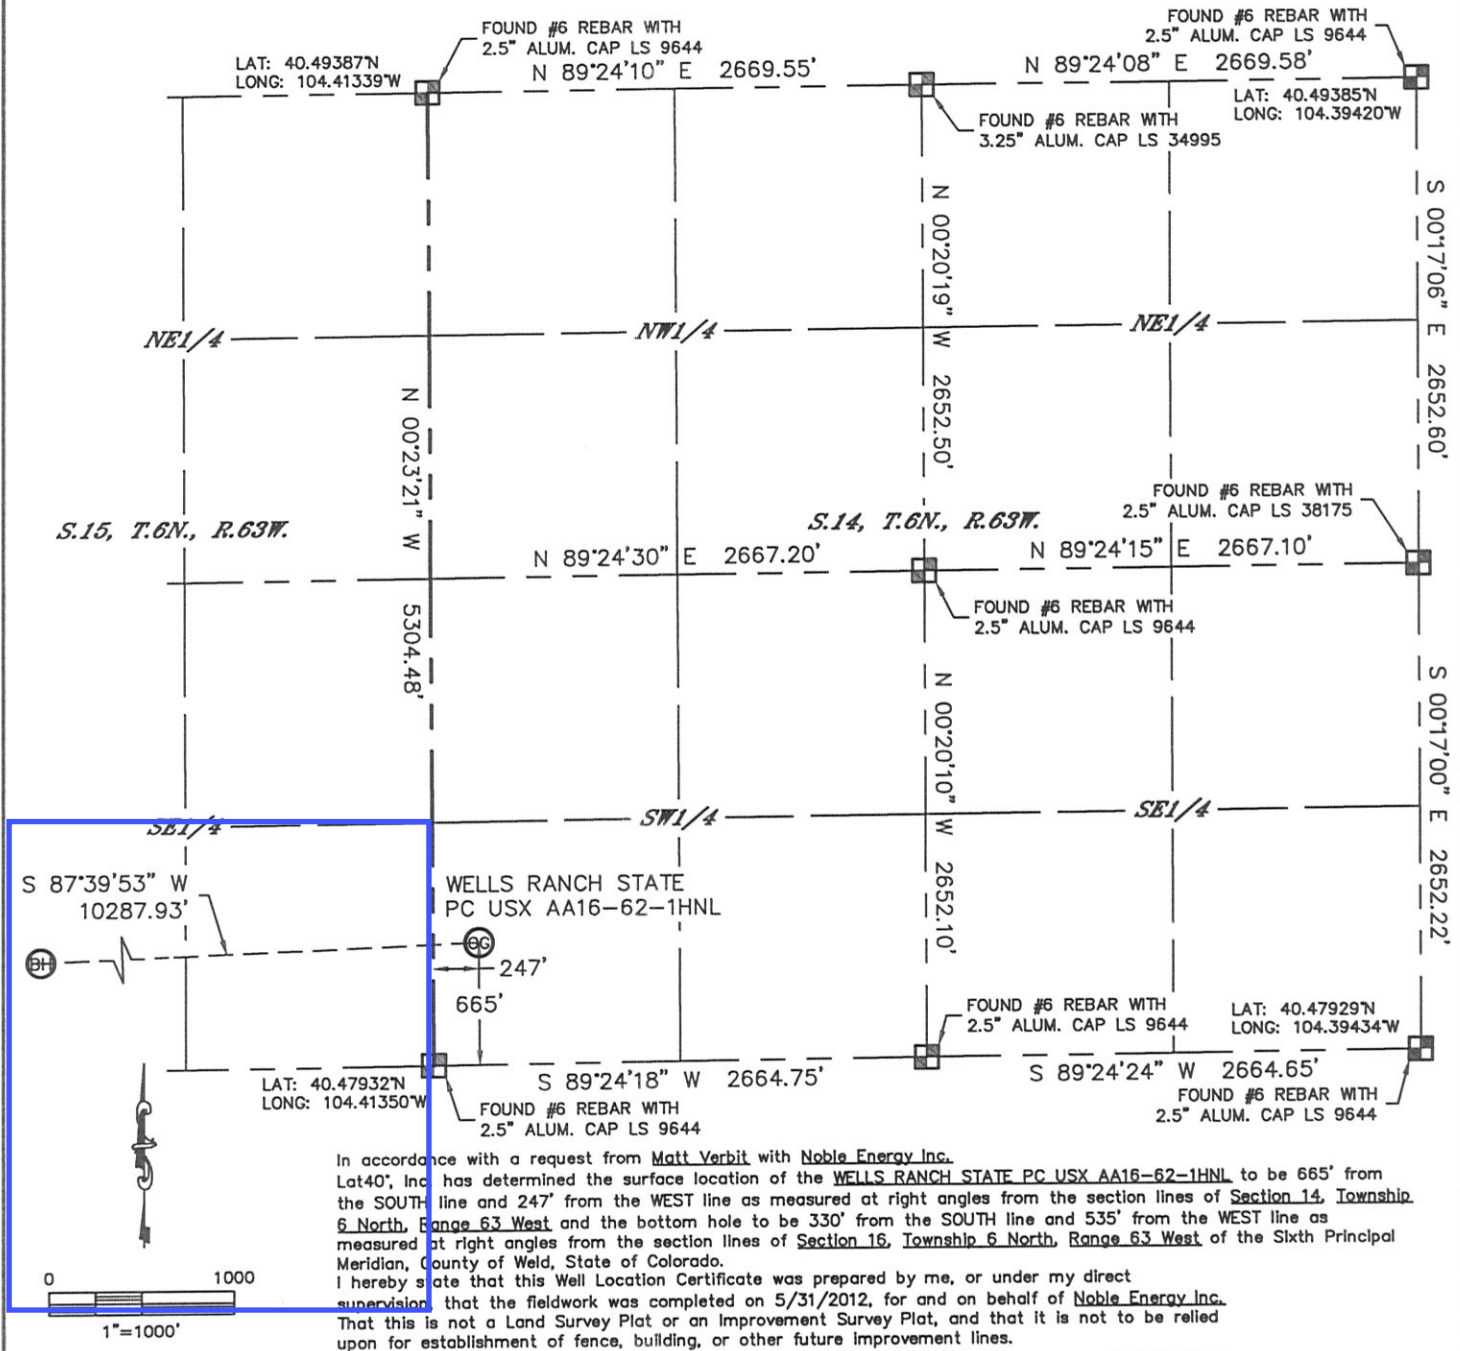 FOUND #6 REBAR WITH
2.5" ALUM. CAP LS 9644
FOUND #6 REBAR WITH
2.5" ALUM. CAP LS 9644
LAT: 40.49387°N
LONG: 104.41339°W
N 89°24'10" E 2669.55'
N 89°24'08" E 2669.58'
LAT: 40.49385°N
LONG: 104.39420°W
FOUND #6 REBAR WITH
3.25" ALUM. CAP LS 34995
N 00°20'19" W 2652.50'
S 00°17'06" E 2652.60'
NE1/4
NW1/4
NE1/4
N 00°23'21" W 5304.48'
FOUND #6 REBAR WITH
2.5" ALUM. CAP LS 38175
S.15, T.6N., R.63W.
S.14, T.6N., R.63W.
N 89°24'30" E 2667.20'
N 89°24'15" E 2667.10'
FOUND #6 REBAR WITH
2.5" ALUM. CAP LS 9644
N 00°20'10" W 2652.10'
S 00°17'00" E 2652.22'
SE1/4
SW1/4
SE1/4
S 87°39'53" W
10287.93'
WELLS RANCH STATE
PC USX AA16-62-1HNL
BH
OG
247'
665'
FOUND #6 REBAR WITH
2.5" ALUM. CAP LS 9644
LAT: 40.47929°N
LONG: 104.39434°W
LAT: 40.47932°N
LONG: 104.41350°W
S 89°24'18" W 2664.75'
S 89°24'24" W 2664.65'
FOUND #6 REBAR WITH
2.5" ALUM. CAP LS 9644
FOUND #6 REBAR WITH
2.5" ALUM. CAP LS 9644
In accordance with a request from Matt Verbit with Noble Energy Inc.
Lat40°, Inc has determined the surface location of the WELLS RANCH STATE PC USX AA16-62-1HNL to be 665' from
the SOUTH line and 247' from the WEST line as measured at right angles from the section lines of Section 14, Township
6 North, Range 63 West and the bottom hole to be 330' from the SOUTH line and 535' from the WEST line as
measured at right angles from the section lines of Section 16, Township 6 North, Range 63 West of the Sixth Principal
Meridian, County of Weld, State of Colorado.
I hereby state that this Well Location Certificate was prepared by me, or under my direct
supervision, that the fieldwork was completed on 5/31/2012, for and on behalf of Noble Energy Inc.
That this is not a Land Survey Plat or an Improvement Survey Plat, and that it is not to be relied
upon for establishment of fence, building, or other future improvement lines.
0 1000
1"=1000'